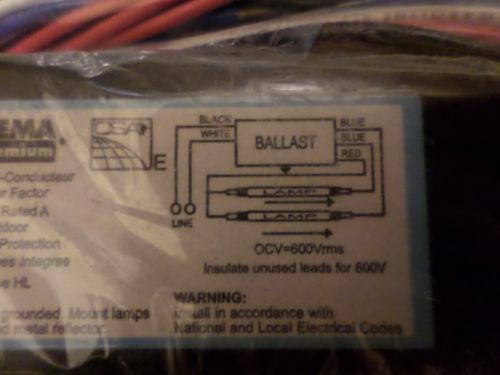 EMA
emium
CSA
E
-Conducteur
r Factor
Rated A
door
Protection
es Integree
e HL
grounded. Mount lamps
d metal reflector.
BLACK
WHITE
BALLAST
BLUE
BLUE
RED
LAMP
LAMP
LINE
OCV=600Vrms
Insulate unused leads for 600V
WARNING:
Install in accordance with
National and Local Electrical Codes